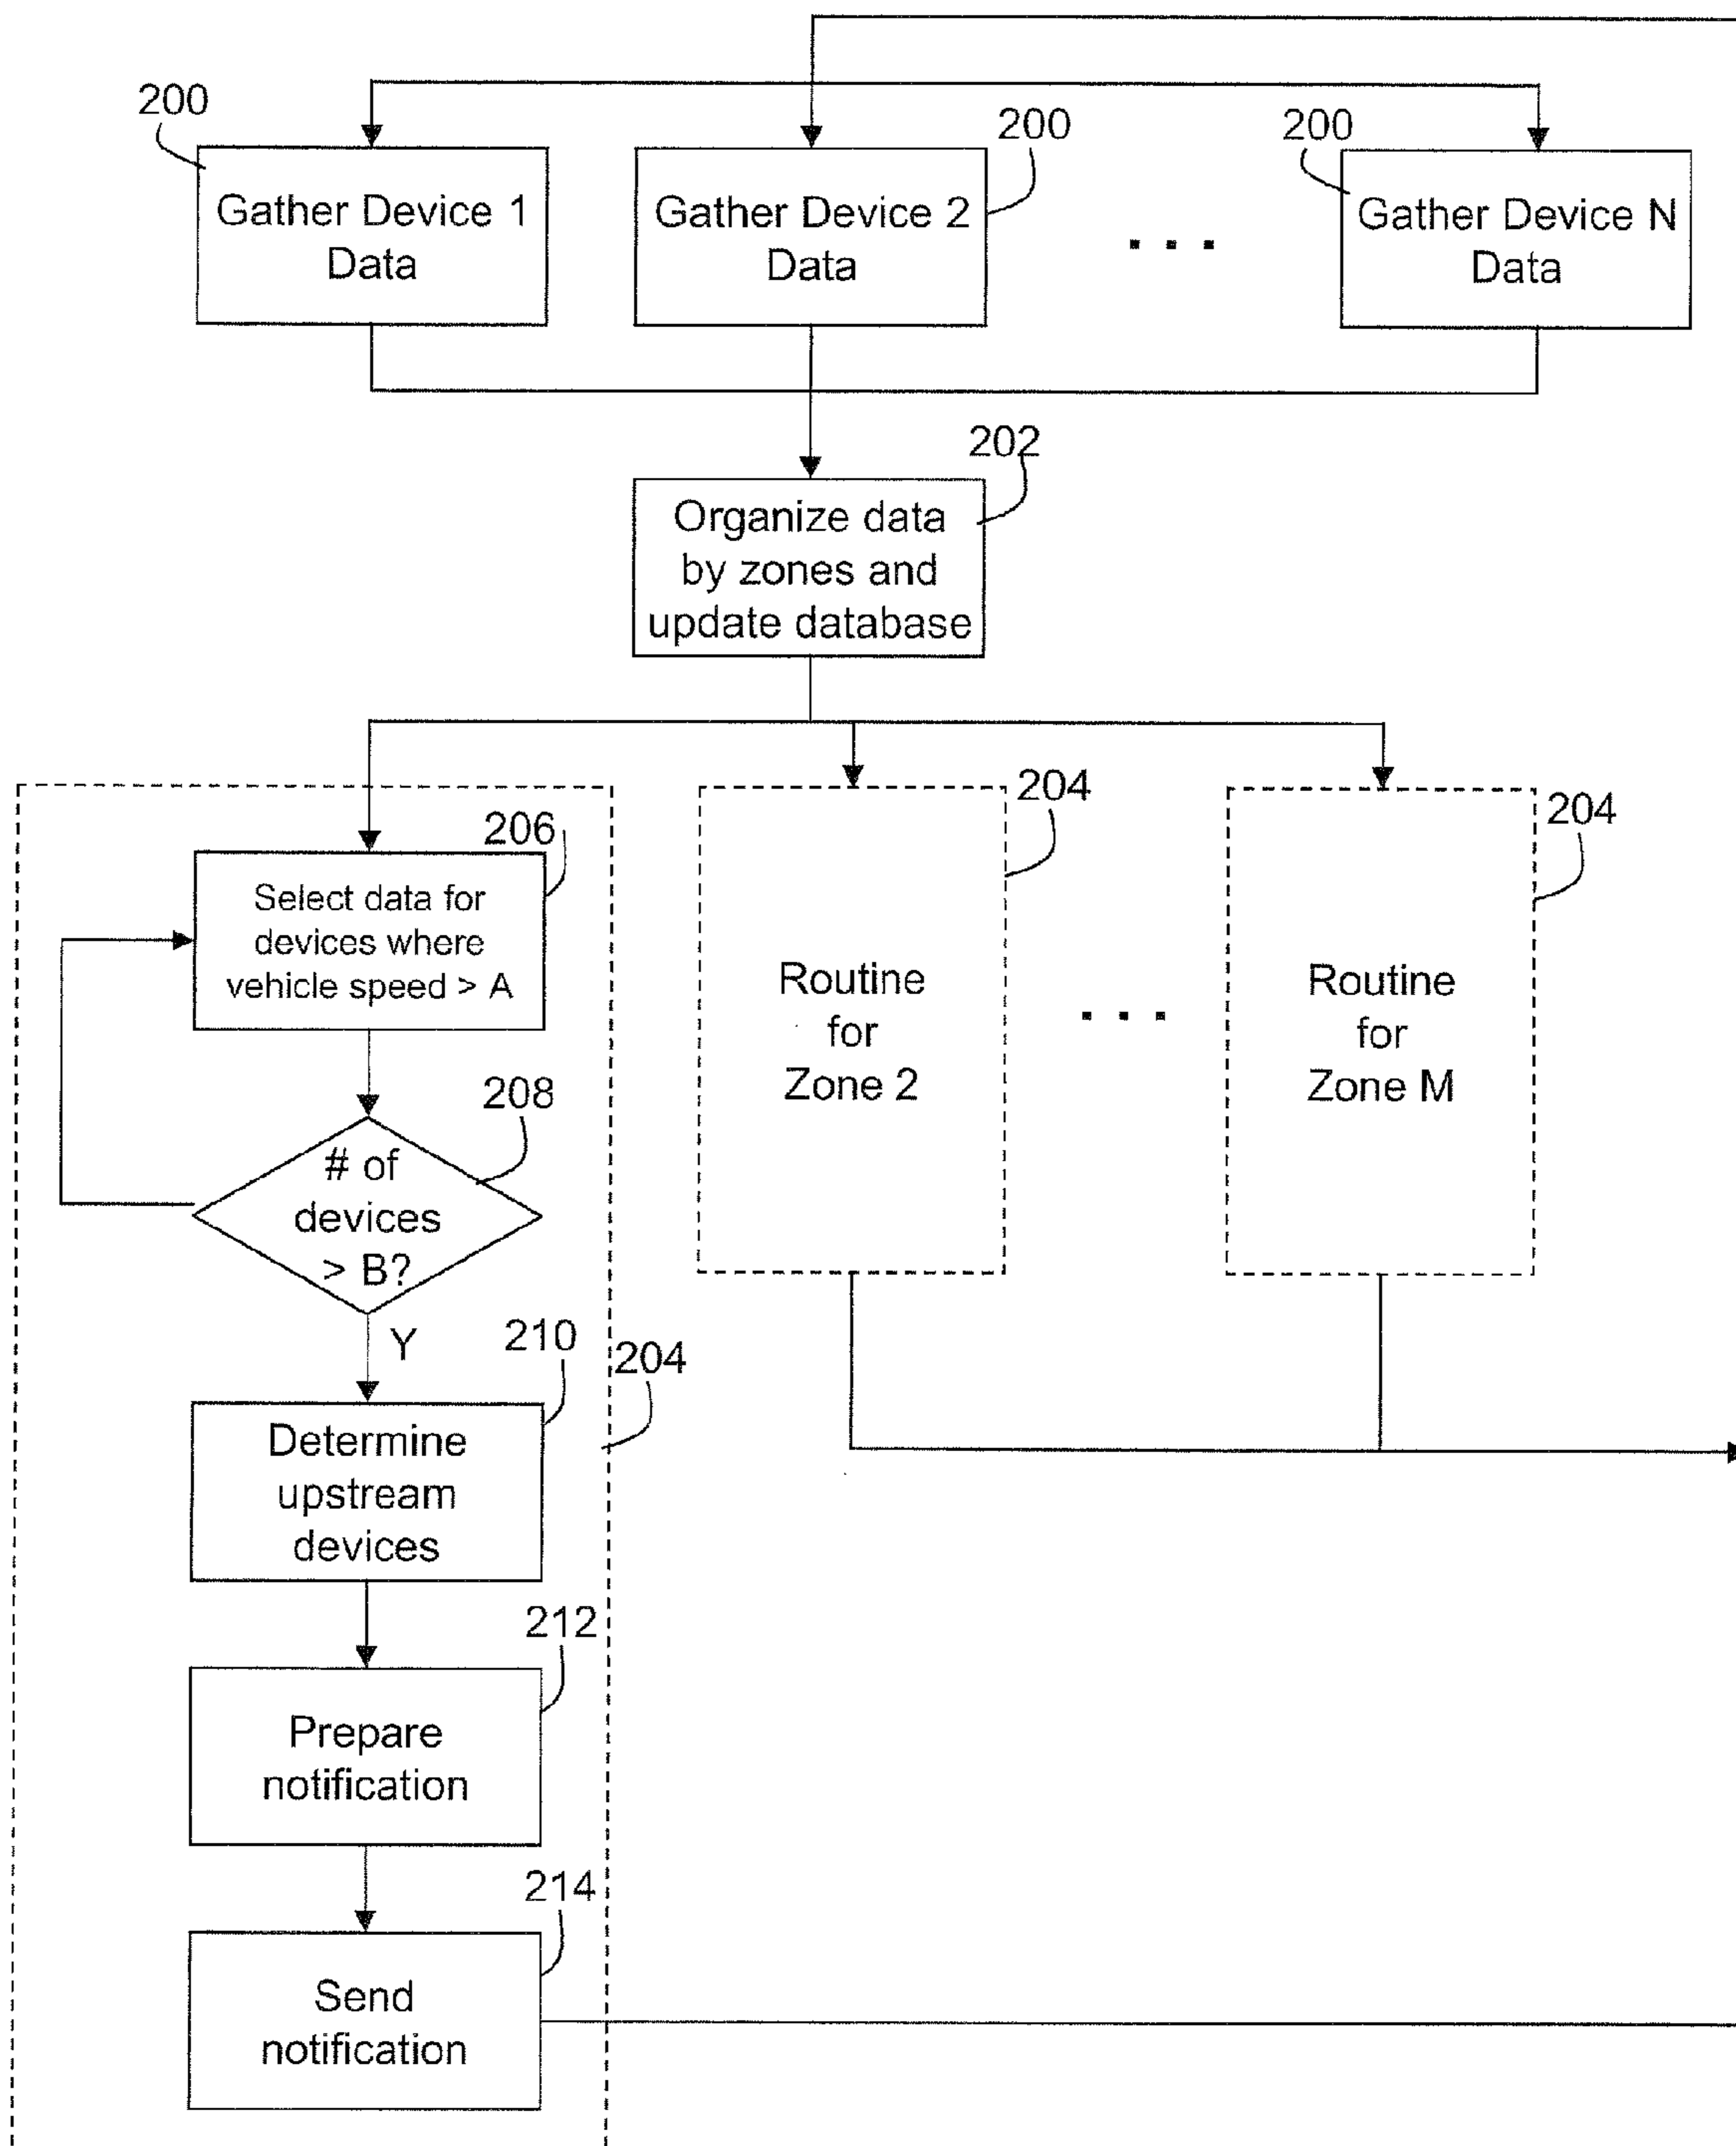 200
Gather Device 1
Data
200
Gather Device 2
Data
. . .
200
Gather Device N
Data
202
Organize data
by zones and
update database
206
Select data for
devices where
vehicle speed > A
208
# of
devices
> B?
Y
210
Determine
upstream
devices
204
212
Prepare
notification
214
Send
notification
204
Routine
for
Zone 2
. . .
204
Routine
for
Zone M